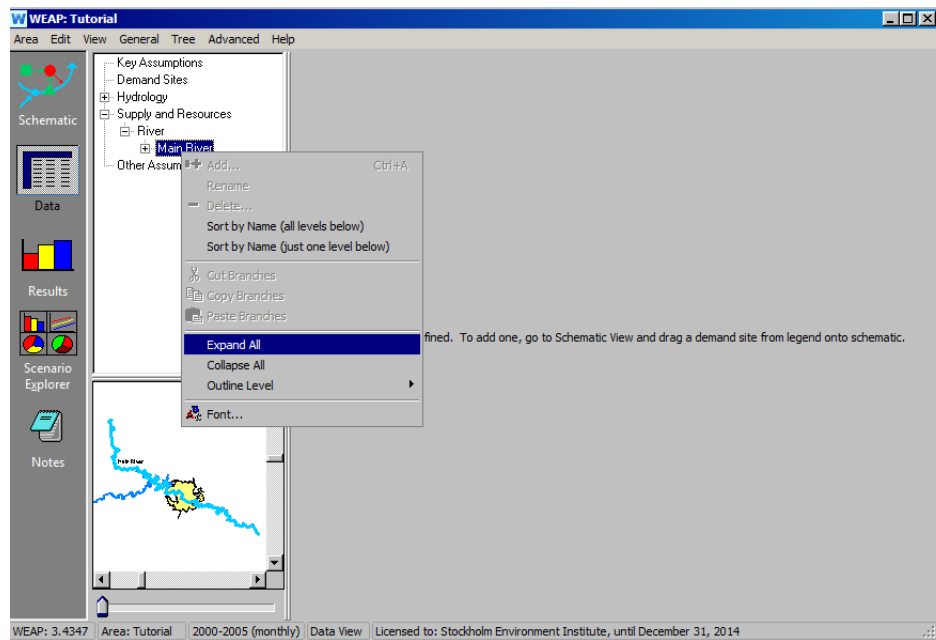 WEAP: Tutorial
Area Edit View General Tree Advanced Help
Schematic
Data
Results
Scenario
Explorer
Notes
Key Assumptions
Demand Sites
Hydrology
Supply and Resources
River
Main River
Other Assum
Add... Ctrl+A
Rename
Delete...
Sort by Name (all levels below)
Sort by Name (just one level below)
Cut Branches
Copy Branches
Paste Branches
Expand All
Collapse All
Outline Level
Font...
fined. To add one, go to Schematic View and drag a demand site from legend onto schematic.
Main River
WEAP: 3.4347 Area: Tutorial 2000-2005 (monthly) Data View Licensed to: Stockholm Environment Institute, until December 31, 2014